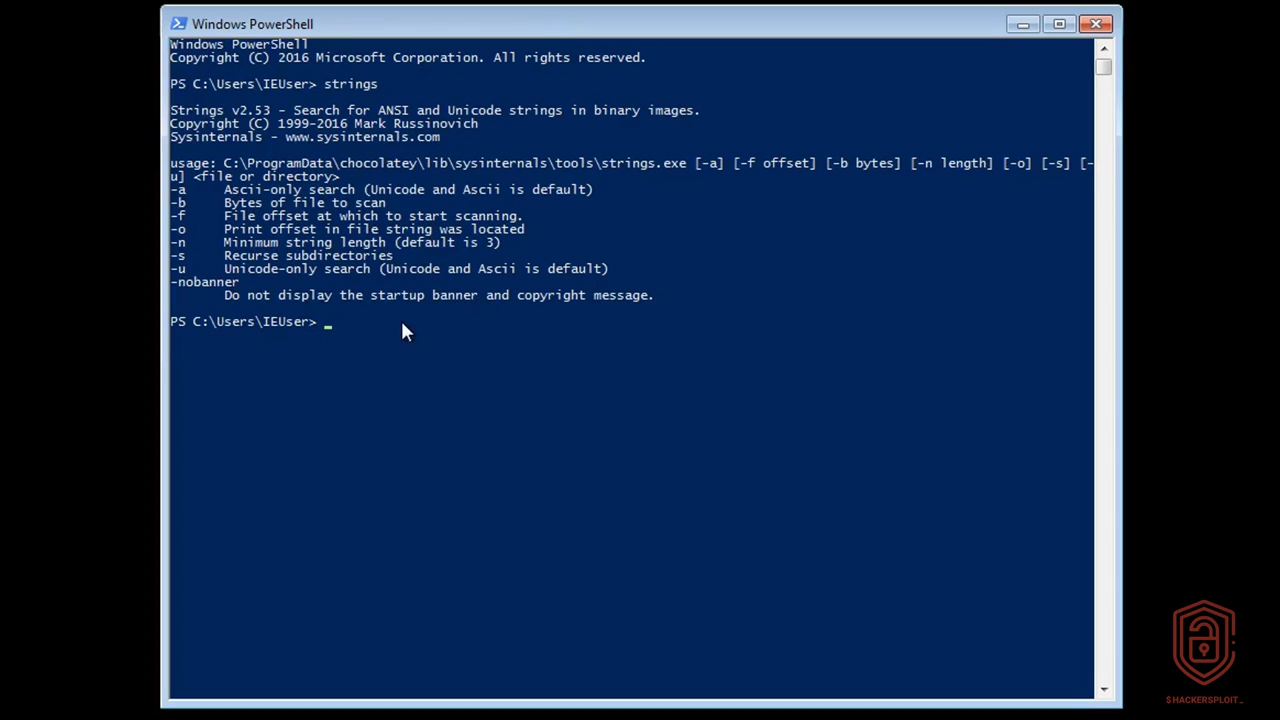 Windows PowerShell
Windows PowerShell
Copyright (C) 2016 Microsoft Corporation. All rights reserved.
PS C:\Users\IEUser> strings
Strings v2.53 - Search for ANSI and Unicode strings in binary images.
Copyright (C) 1999-2016 Mark Russinovich
Sysinternals - www.sysinternals.com
usage: C:\ProgramData\chocolatey\lib\sysinternals\tools\strings.exe [-a] [-f offset] [-b bytes] [-n length] [-o] [-s] [-
u] <file or directory>
-a     Ascii-only search (Unicode and Ascii is default)
-b     Bytes of file to scan
-f     File offset at which to start scanning.
-o     Print offset in file string was located
-n     Minimum string length (default is 3)
-s     Recurse subdirectories
-u     Unicode-only search (Unicode and Ascii is default)
-nobanner
       Do not display the startup banner and copyright message.
PS C:\Users\IEUser> _
$HACKERSPLOIT_